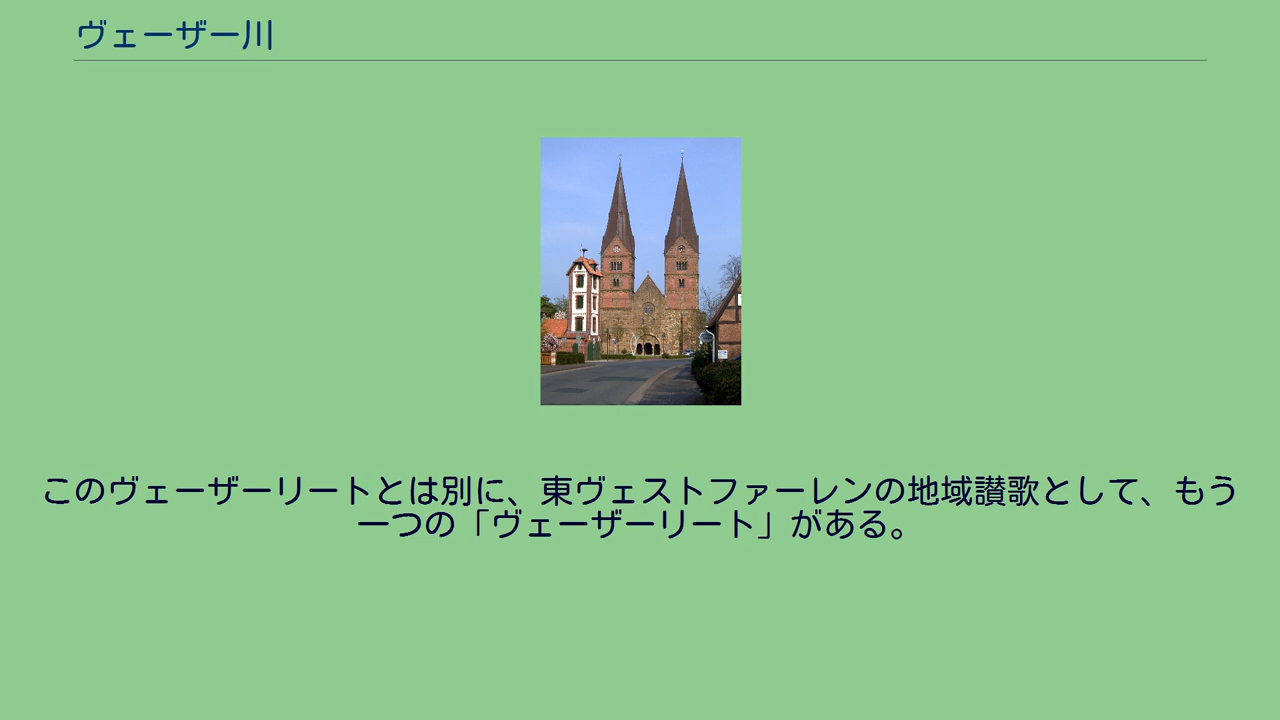 ヴェーザー川
このヴェーザーリートとは別に、東ヴェストファーレンの地域讃歌として、もう
一つの「ヴェーザーリート」がある。